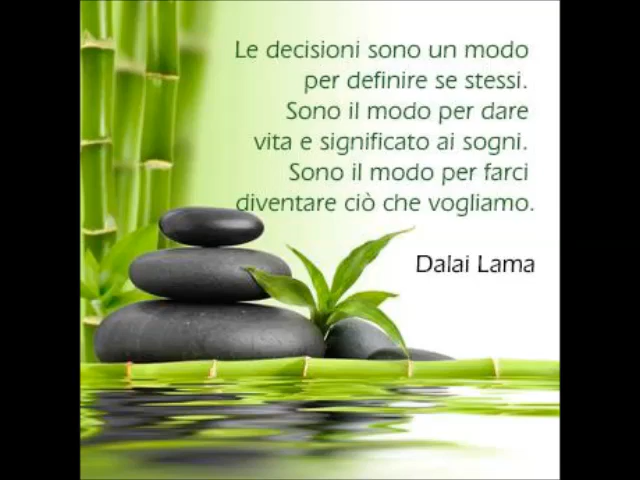 Le decisioni sono un modo
per definire se stessi.
Sono il modo per dare
vita e significato ai sogni.
Sono il modo per farci
diventare ciò che vogliamo.
Dalai Lama